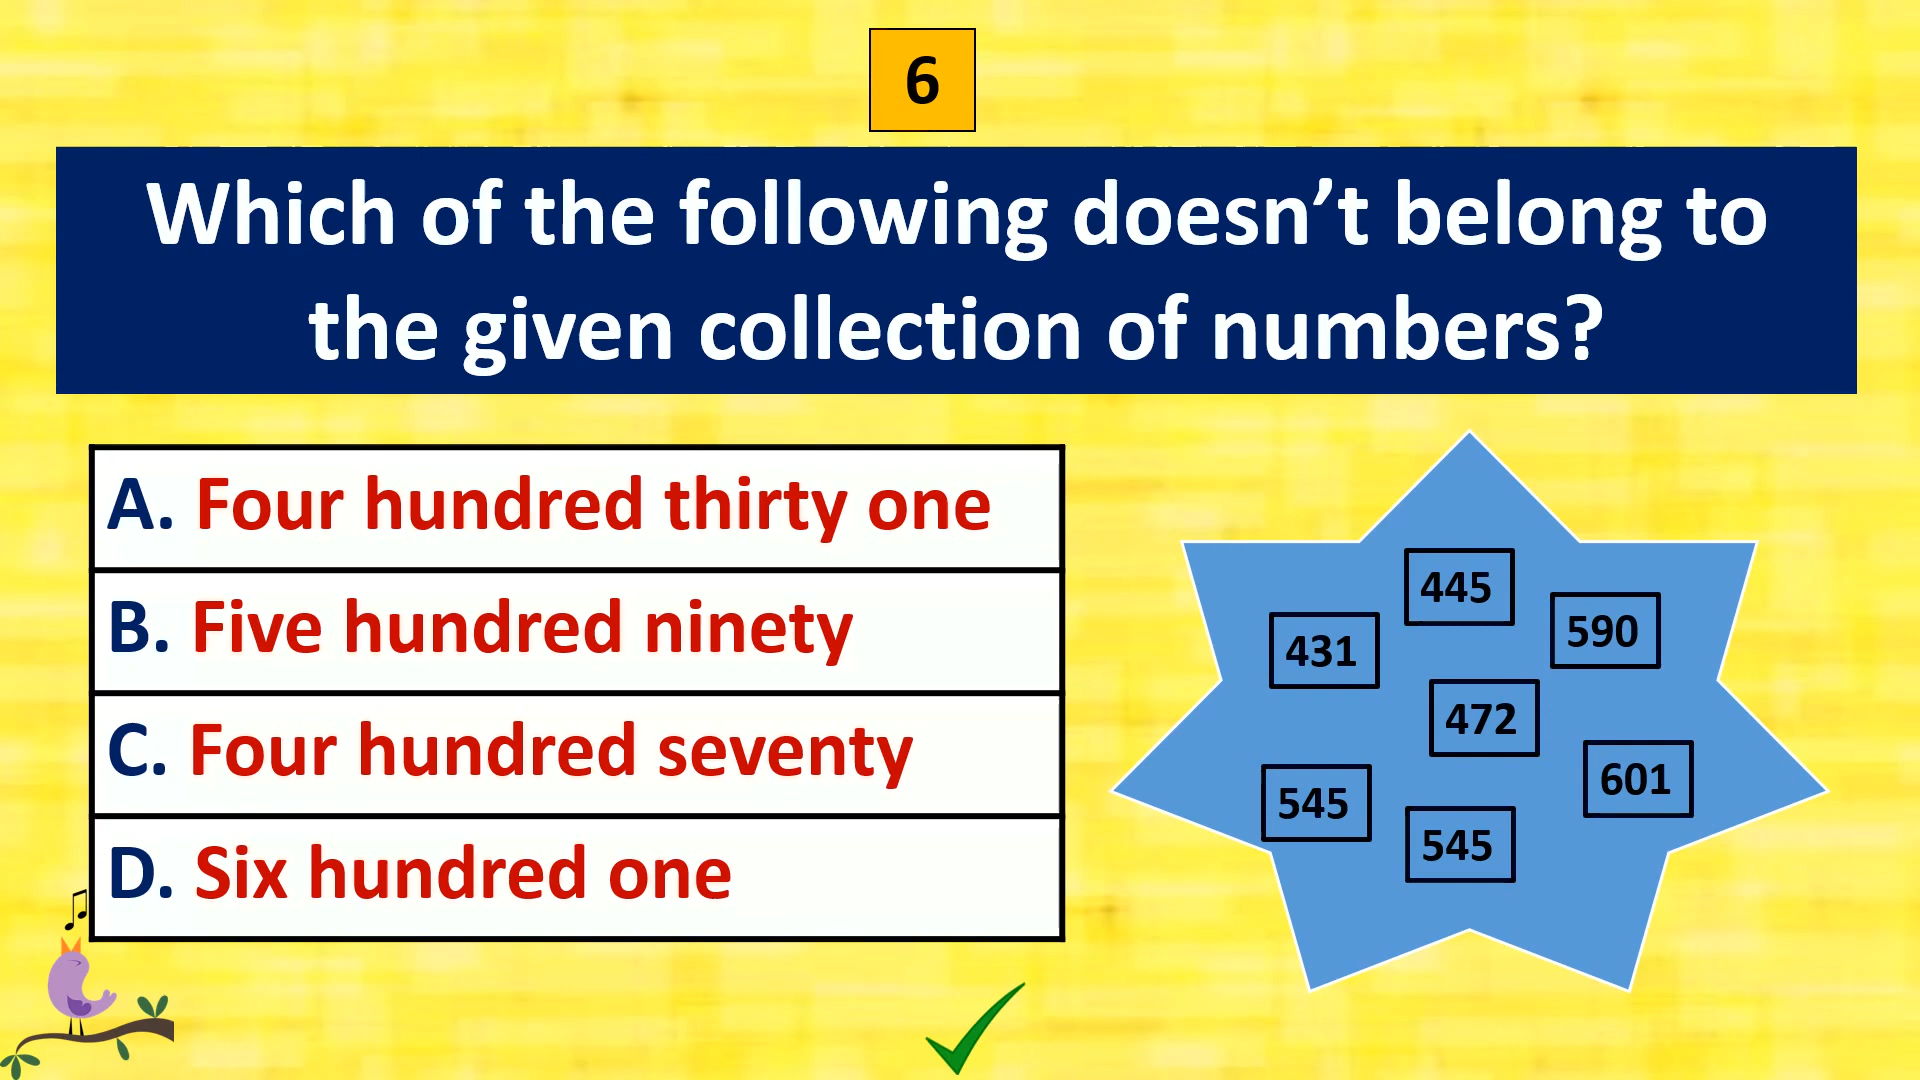 6
Which of the following doesn’t belong to
the given collection of numbers?
A. Four hundred thirty one
B. Five hundred ninety
C. Four hundred seventy
D. Six hundred one
445
590
431
472
601
545
545